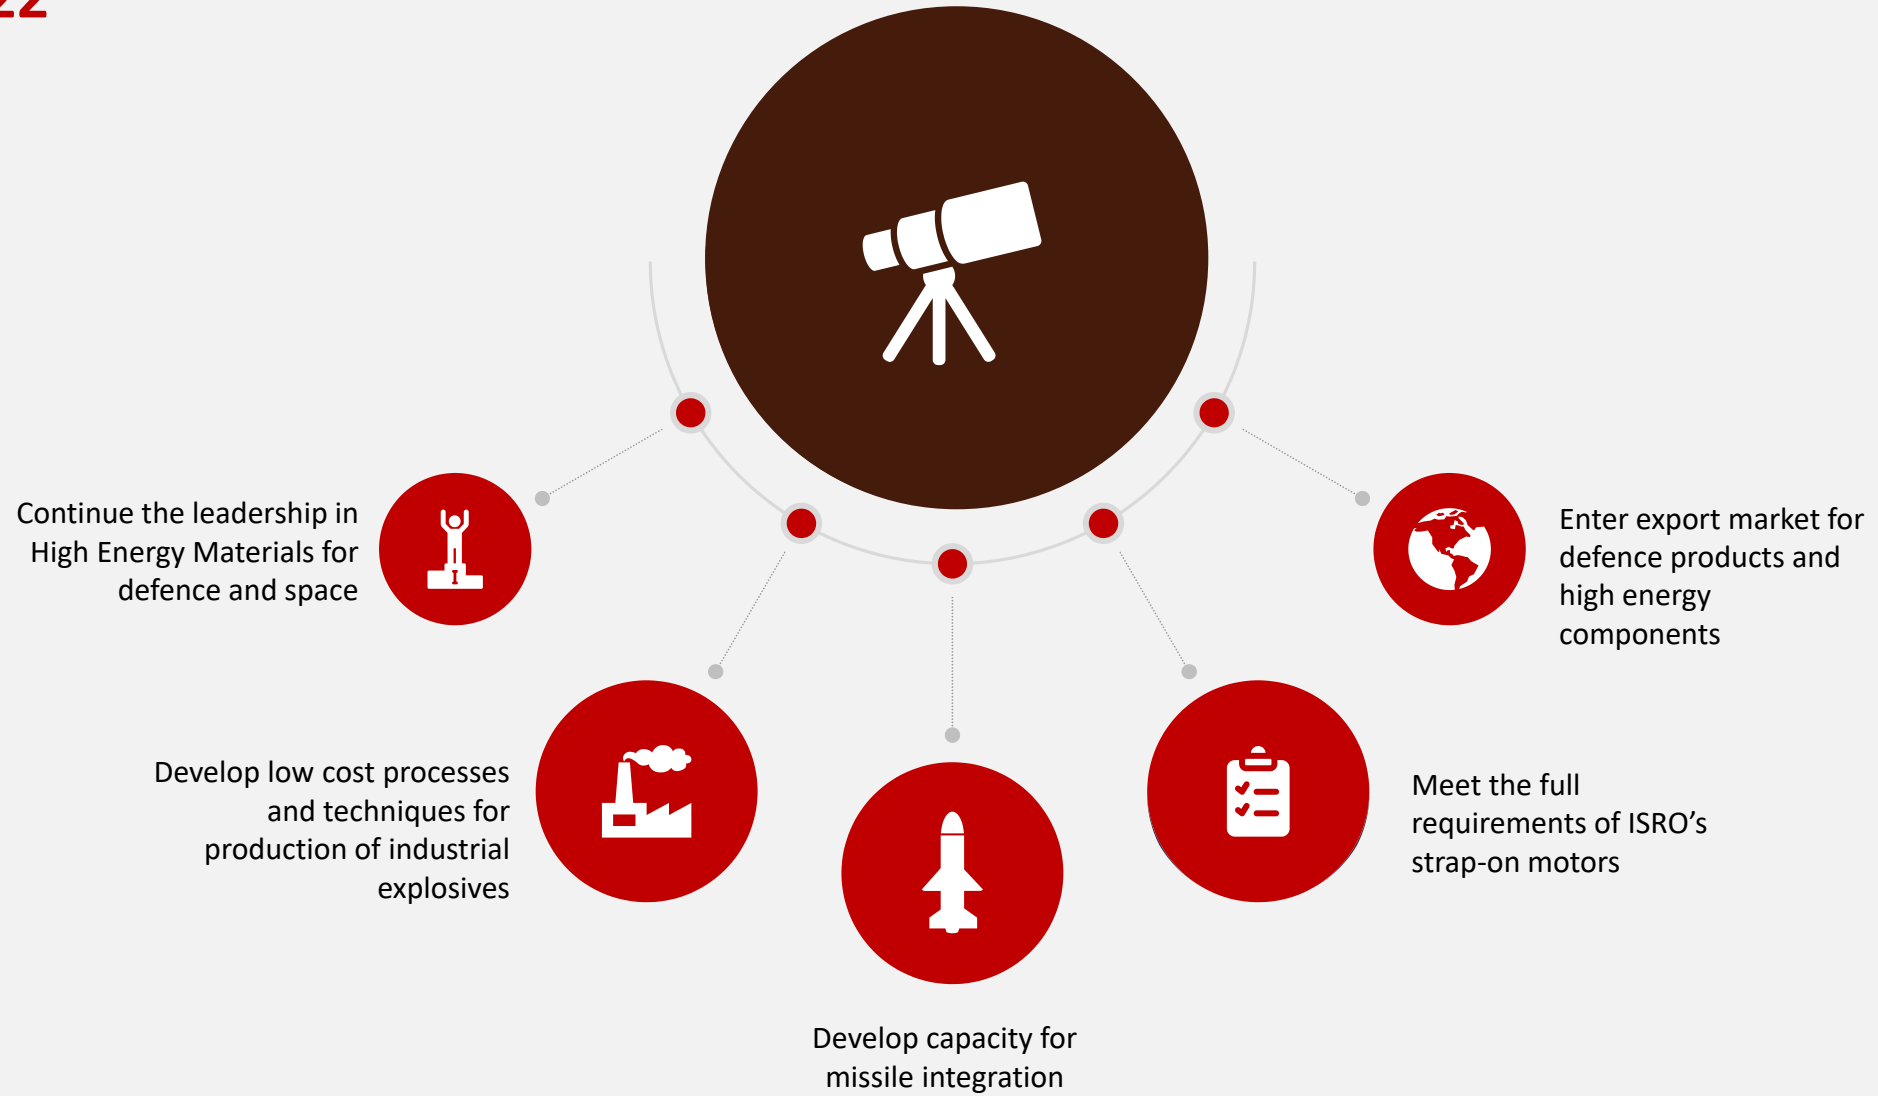 22
Continue the leadership in
High Energy Materials for
defence and space
Develop low cost processes
and techniques for
production of industrial
explosives
Develop capacity for
missile integration
Meet the full
requirements of ISRO’s
strap-on motors
Enter export market for
defence products and
high energy
components